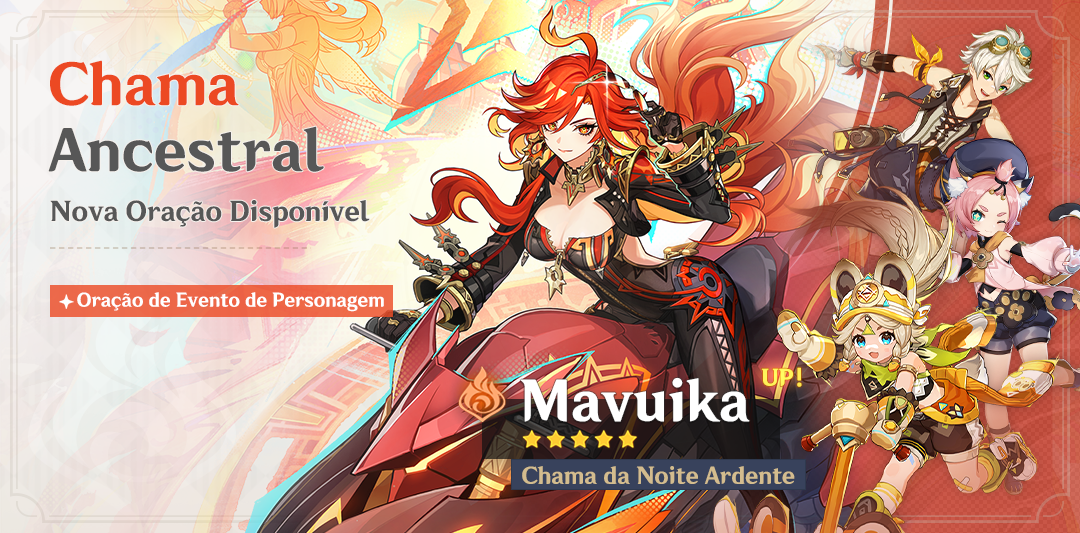 Chama
Ancestral
Nova Oração Disponível
Oração de Evento de Personagem
UP!
Mavuika
Chama da Noite Ardente